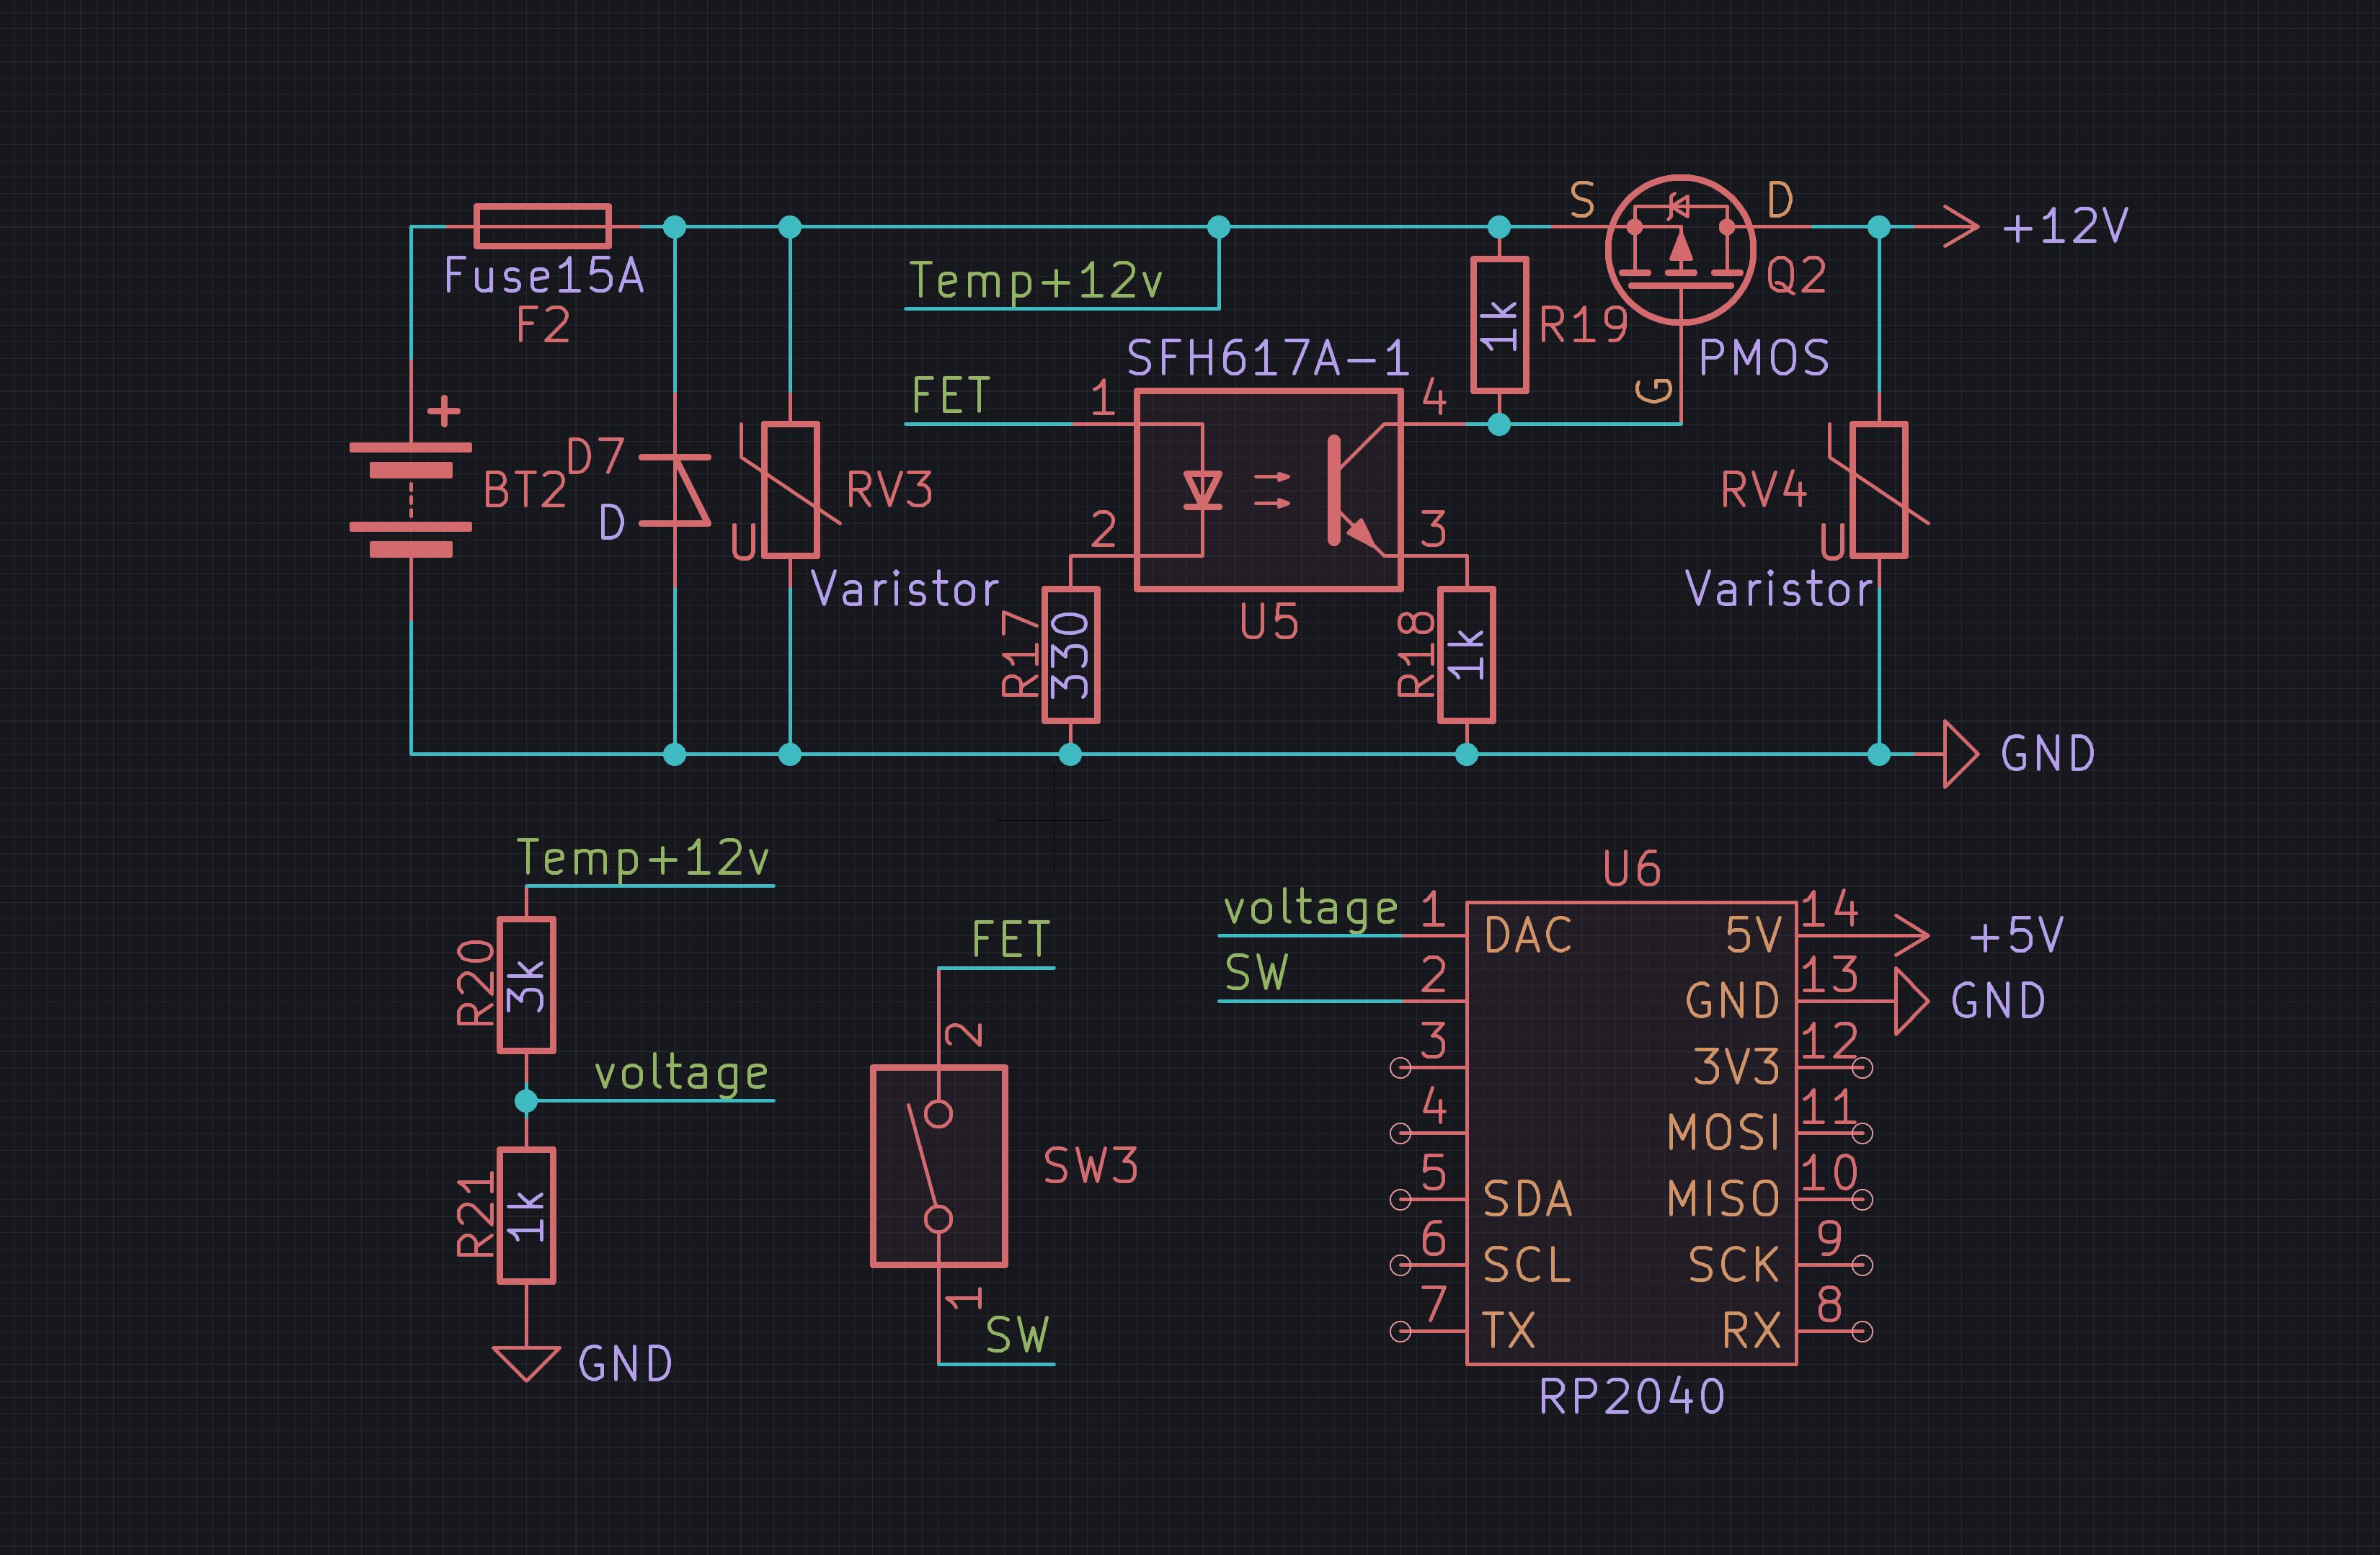 S
D
+12V
Fuse15A
F2
Temp+12v
Q2
1k
R19
SFH617A-1
PMOS
FET
1
4
G
+
D7
BT2
RV3
RV4
D
U
2
3
U
Varistor
Varistor
U5
R17
330
R18
1k
GND
Temp+12v
R20
3k
voltage
R21
1k
GND
FET
2
SW3
1
SW
U6
voltage
1
DAC
5V
14
+5V
SW
2
GND
13
GND
3
3V3
12
4
MOSI
11
5
SDA
MISO
10
6
SCL
SCK
9
7
TX
RX
8
RP2040